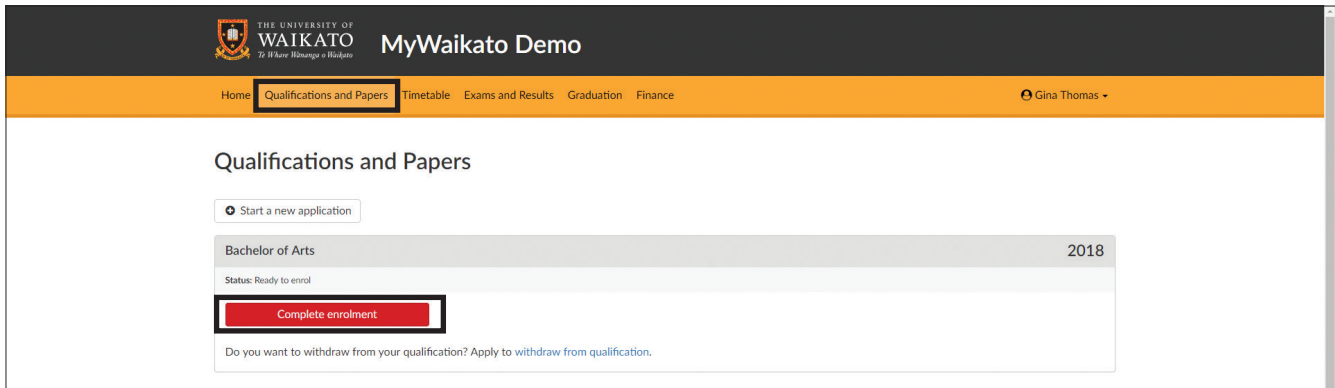 THE UNIVERSITY OF
WAIKATO
Te Whare Wānanga o Waikato
MyWaikato Demo
Home Qualifications and Papers Timetable Exams and Results Graduation Finance Gina Thomas
Qualifications and Papers
Start a new application
Bachelor of Arts 2018
Status: Ready to enrol
Complete enrolment
Do you want to withdraw from your qualification? Apply to withdraw from qualification.